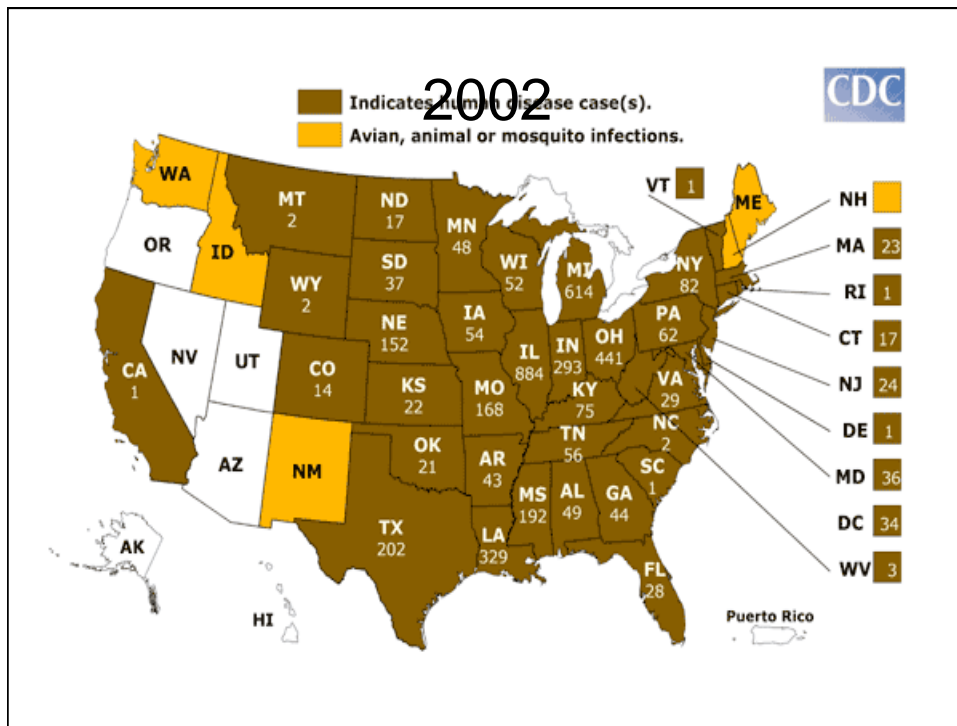 2002
Indicates human disease case(s).
Avian, animal or mosquito infections.
CDC
WA
OR
ID
MT
2
ND
17
MN
48
VT 1
ME
NH
MA 23
RI 1
CT 17
NJ 24
DE 1
MD 36
DC 34
WV 3
WY
2
SD
37
WI
52
MI
614
NY
82
NE
152
IA
54
PA
62
CA
1
NV
UT
CO
14
KS
22
MO
168
IL
884
IN
293
OH
441
KY
75
VA
29
AZ
NM
OK
21
AR
43
TN
56
NC
2
SC
1
TX
202
LA
329
MS
192
AL
49
GA
44
FL
28
AK
HI
Puerto Rico